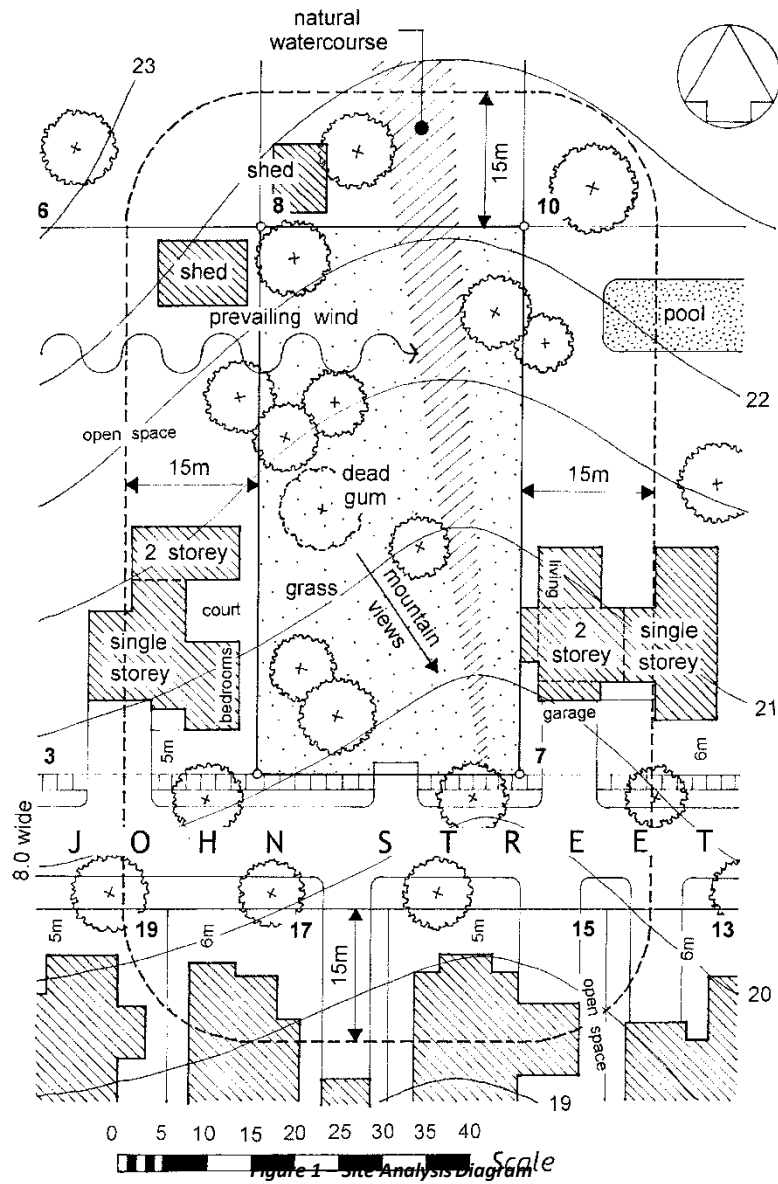 natural
watercourse
23
shed
15m
6
8
10
shed
pool
prevailing wind
22
open space
15m
dead
gum
15m
2 storey
grass
mountain
views
living
court
single
storey
bedrooms
2
storey
single
storey
21
garage
5m
6m
3
7
8.0 wide
JOHN STREET
19
17
15
13
5m
6m
15m
5m
6m
open space
20
19
0 5 10 15 20 25 30 35 40
Scale
Figure 1 – Site Analysis Diagram